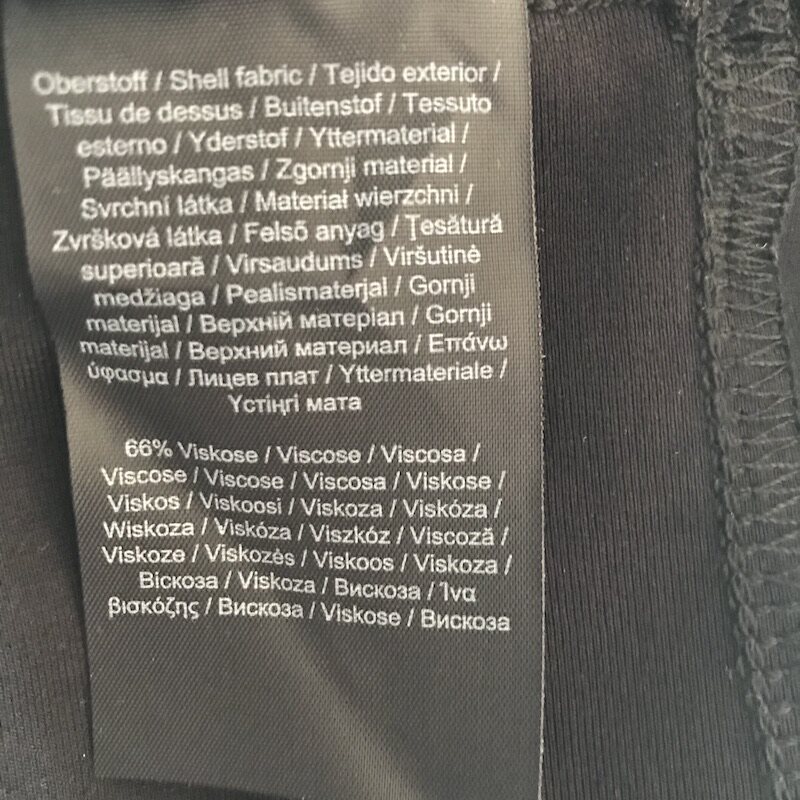 Oberstoff / Shell fabric / Tejido exterior /
Tissu de dessus / Buitenstof / Tessuto
esterno / Yderstof / Yttermaterial /
Päällyskangas / Zgornji material /
Svrchní látka / Materiał wierzchni /
Zvršková látka / Felső anyag / Ţesătură
superioară / Virsaudums / Viršutinė
medžiaga / Pealismaterjal / Gornji
materijal / Верхній матеріал / Gornji
materijal / Верхний материал / Επάνω
ύφασμα / Лицев плат / Yttermateriale /
Үстіңгі мата
66% Viskose / Viscose / Viscosa /
Viscose / Viscose / Viscosa / Viskose /
Viskos / Viskoosi / Viskoza / Viskóza /
Wiskoza / Viskóza / Viszkóz / Viscoză /
Viskoze / Viskozės / Viskoos / Viskoza /
Віскоза / Viskoza / Вискоза / Ίνα
βισκόζης / Вискоза / Viskose / Вискоза